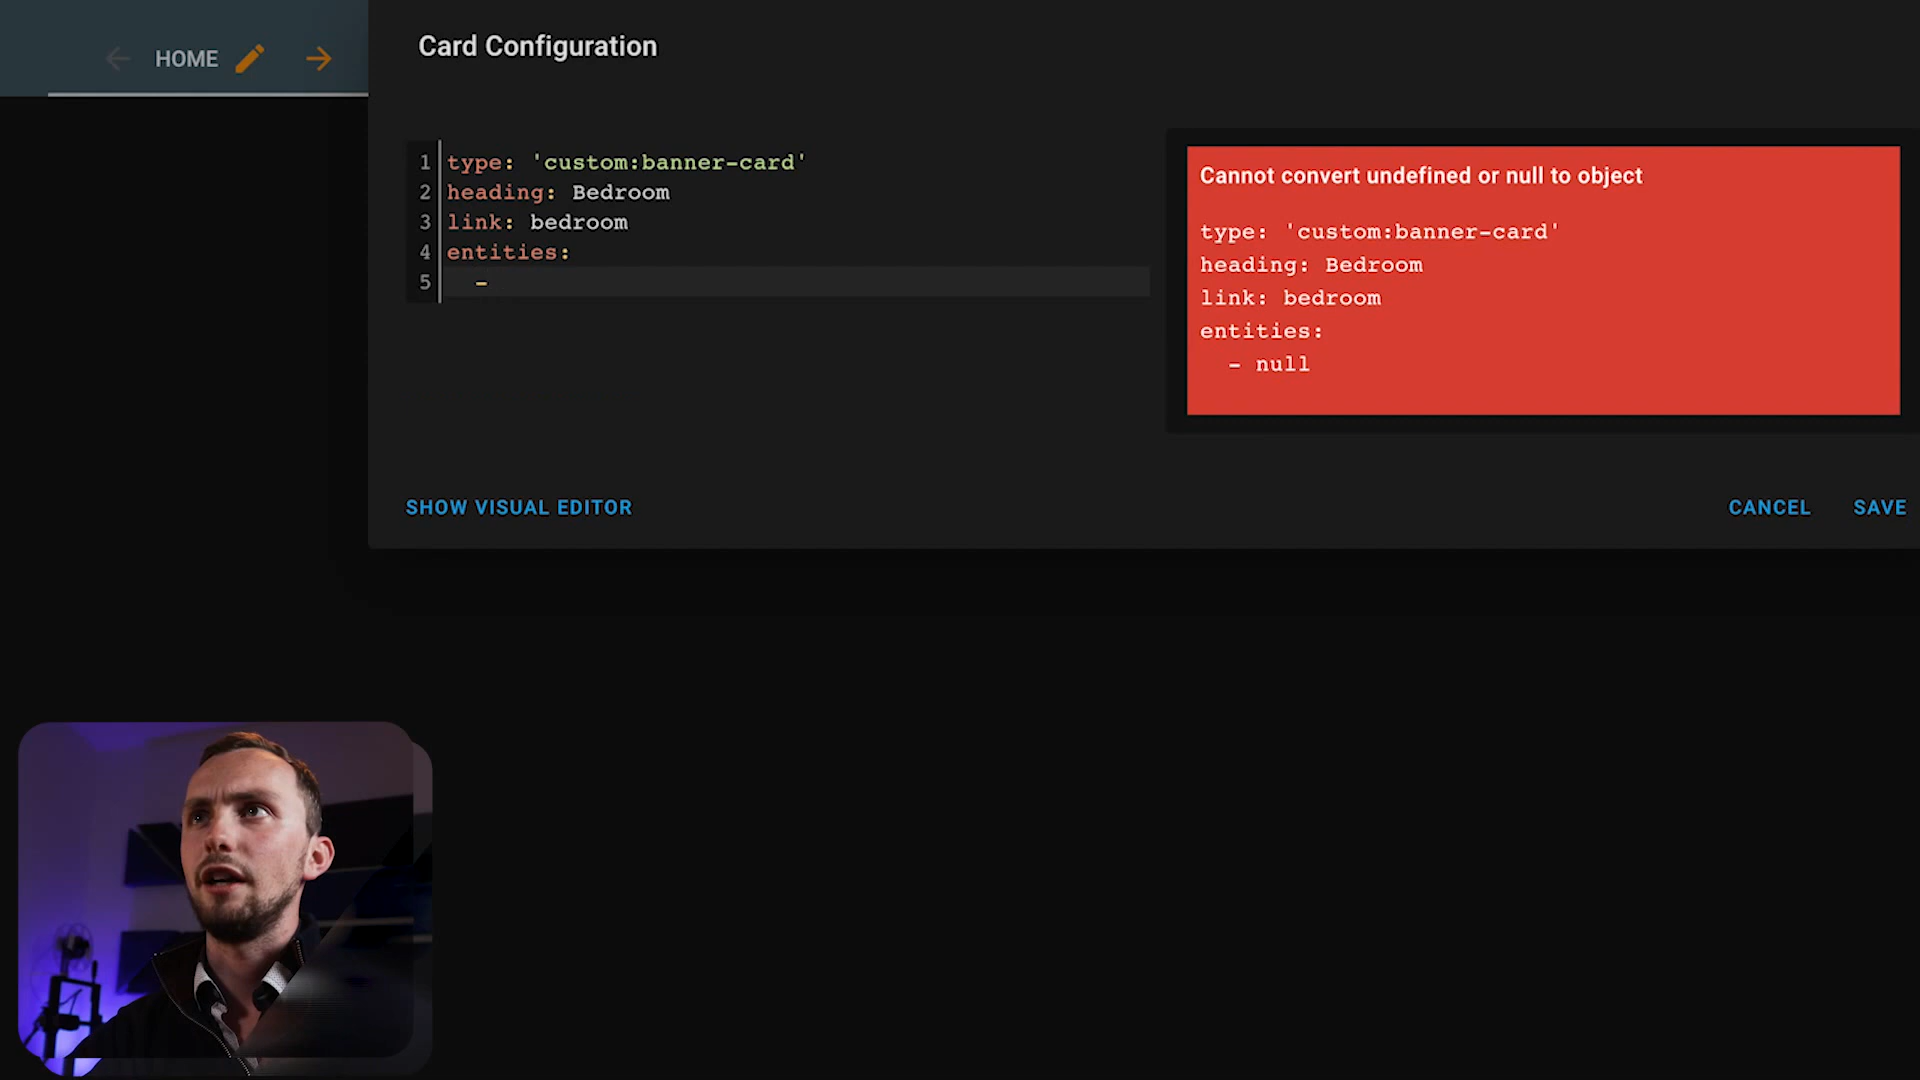 HOME
Card Configuration
1 type: 'custom:banner-card'
2 heading: Bedroom
3 link: bedroom
4 entities:
5 -
Cannot convert undefined or null to object
type: 'custom:banner-card'
heading: Bedroom
link: bedroom
entities:
- null
SHOW VISUAL EDITOR
CANCEL
SAVE